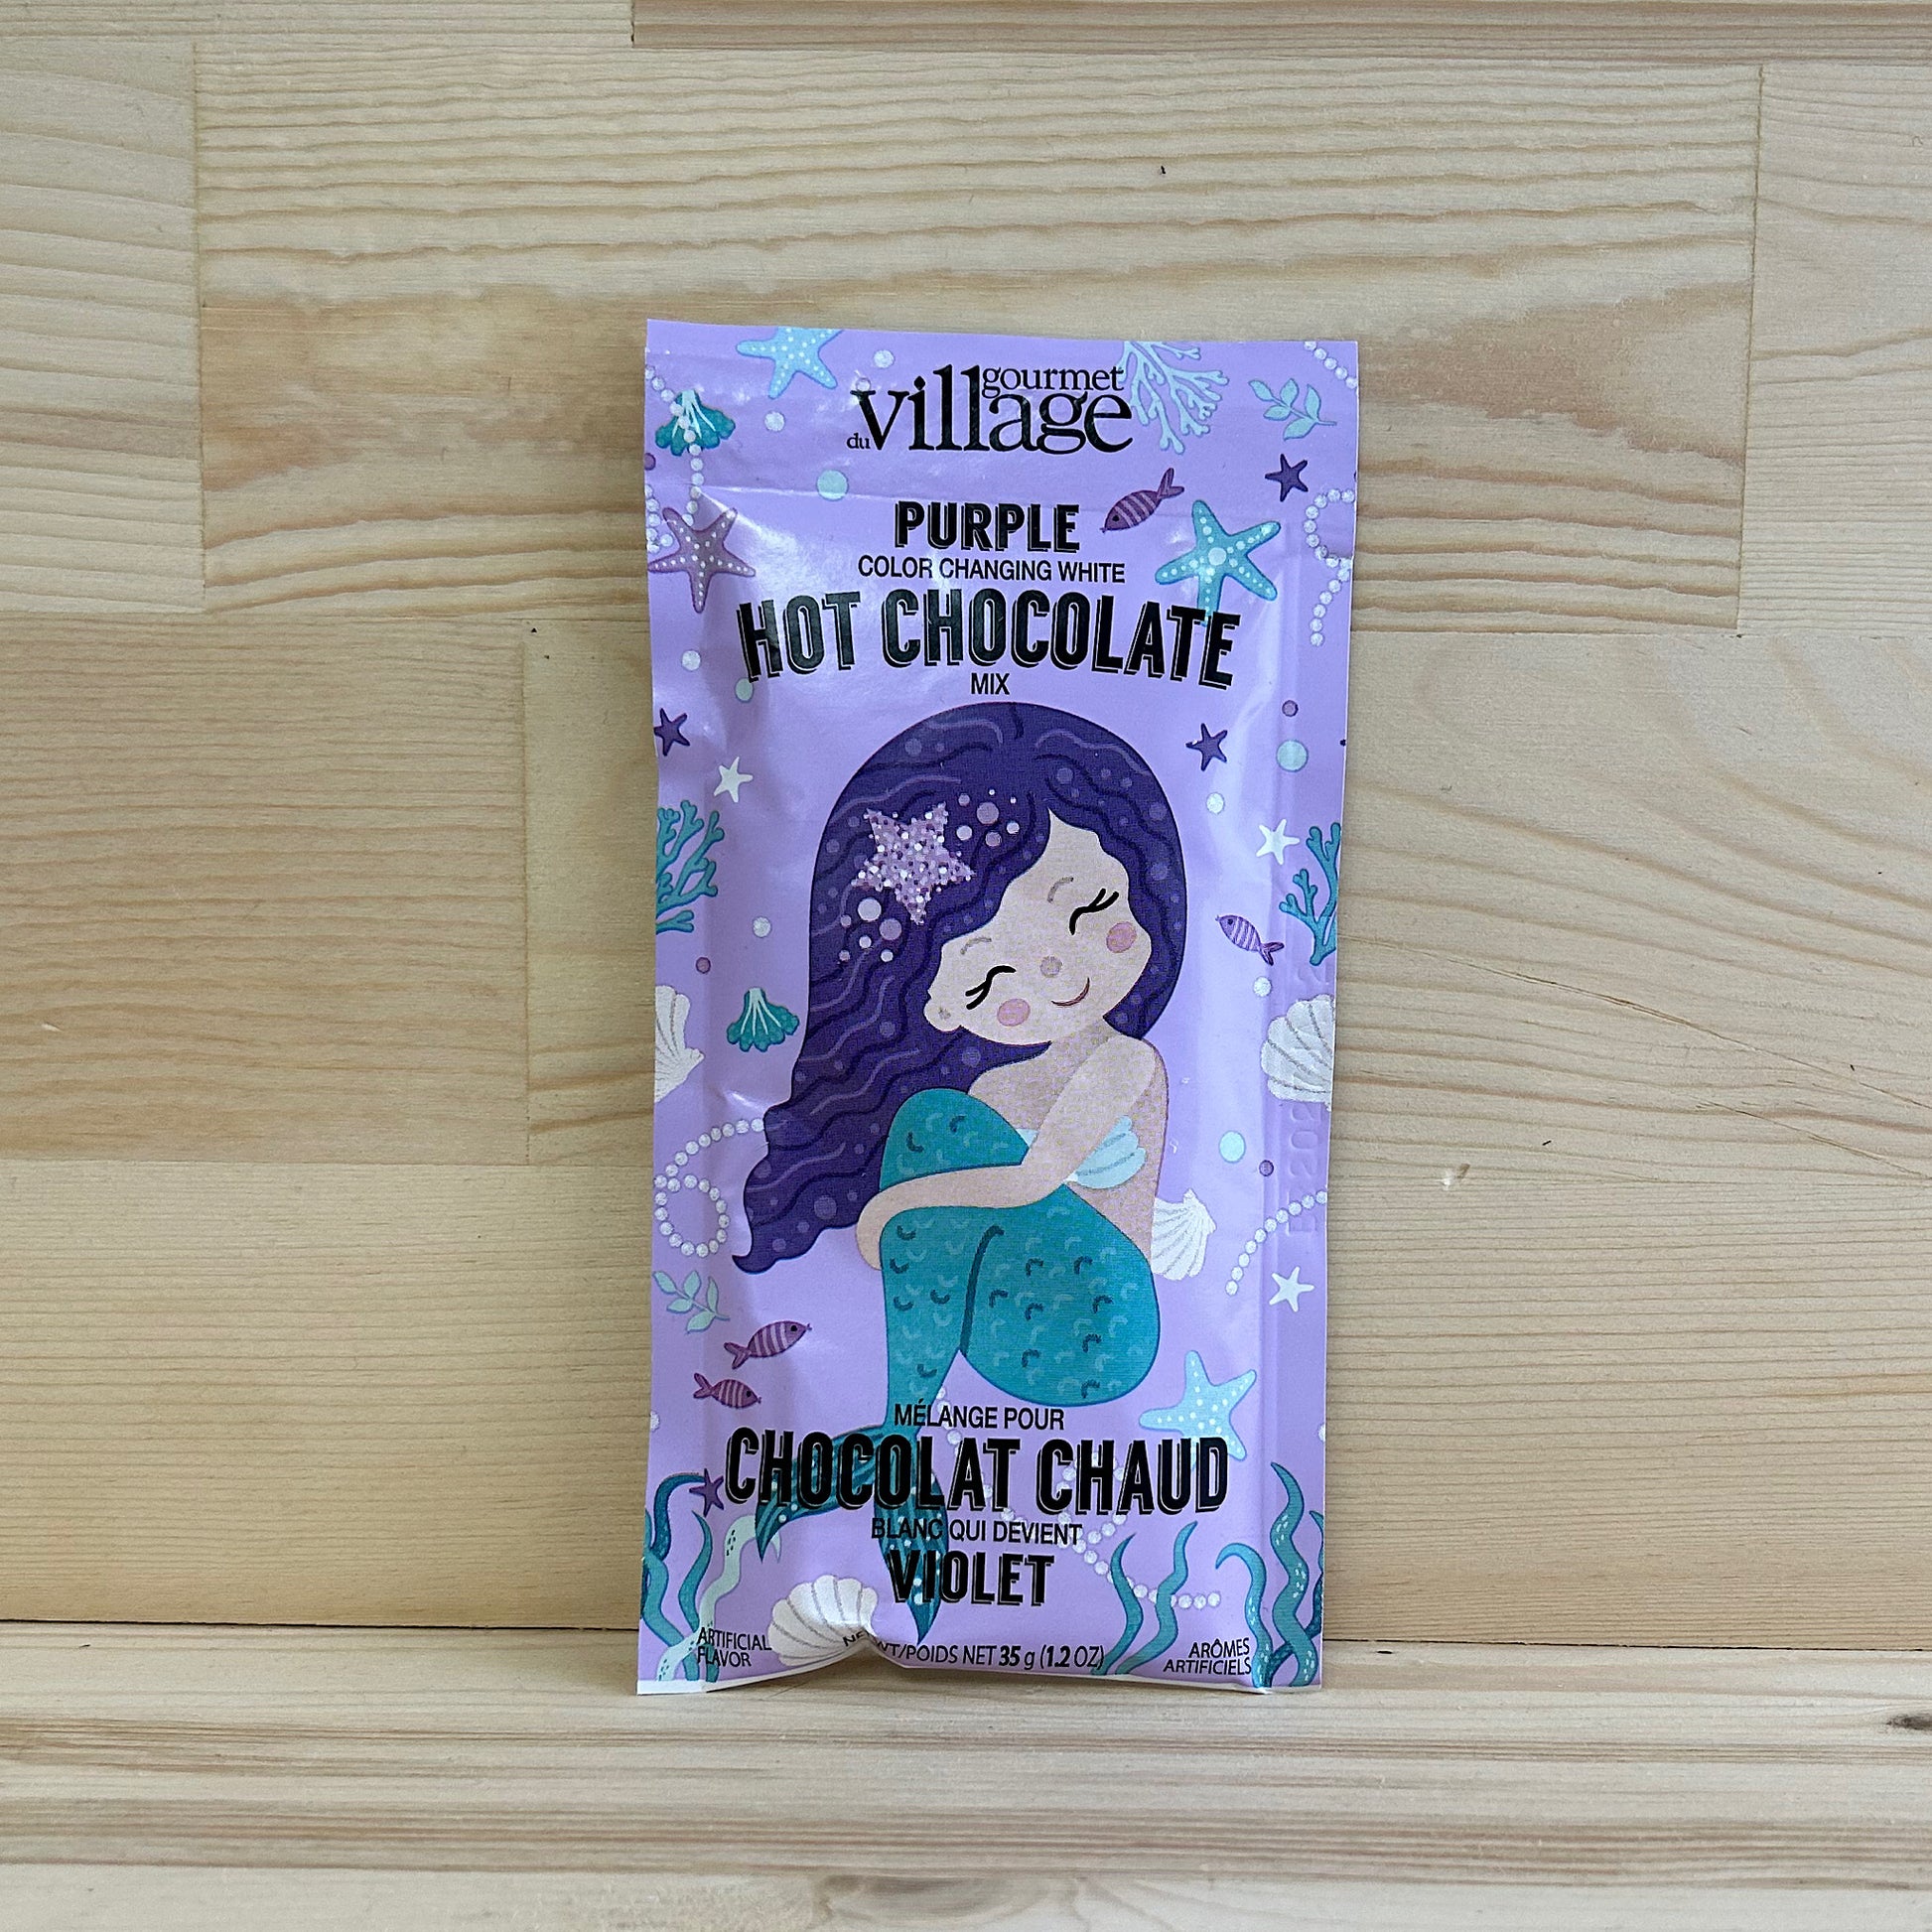 gourmet
du village
PURPLE
COLOR CHANGING WHITE
HOT CHOCOLATE
MIX
MÉLANGE POUR
CHOCOLAT CHAUD
BLANC QUI DEVIENT
VIOLET
ARTIFICIAL
FLAVOR
WT/POIDS NET 35 g (1.2 OZ)
ARÔMES
ARTIFICIELS